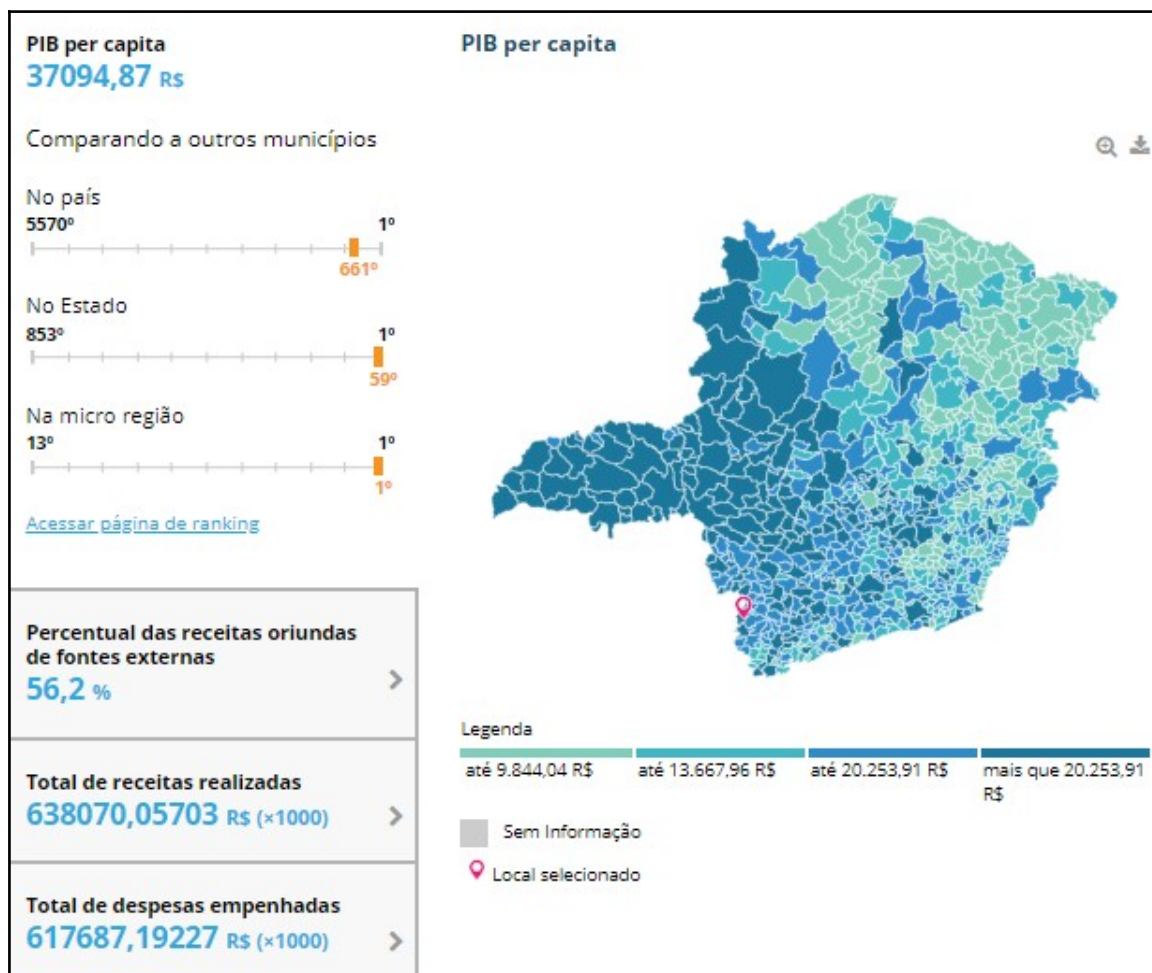 PIB per capita
37094,87 R$
Comparando a outros municípios
No país
5570º 1º
661º
No Estado
853º 1º
59º
Na micro região
13º 1º
1º
Acessar página de ranking
Percentual das receitas oriundas
de fontes externas
56,2 %
Total de receitas realizadas
638070,05703 R$ (×1000)
Total de despesas empenhadas
617687,19227 R$ (×1000)
PIB per capita
Legenda
até 9.844,04 R$ até 13.667,96 R$ até 20.253,91 R$ mais que 20.253,91
R$
Sem Informação
Local selecionado